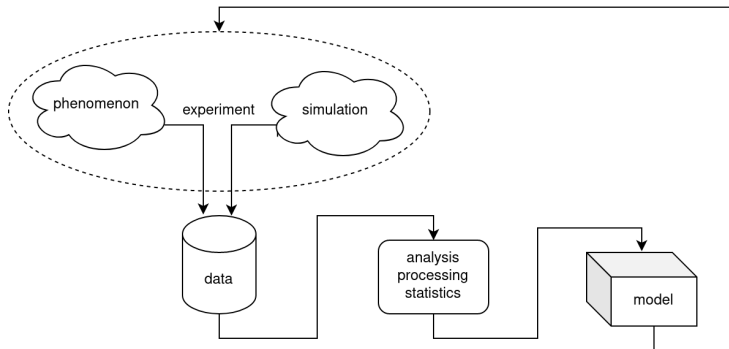 phenomenon
experiment
simulation
data
analysis
processing
statistics
model